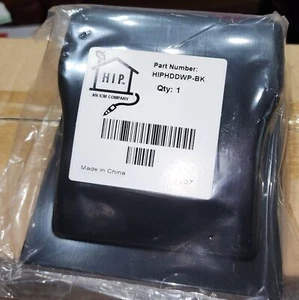 H.I.P.
AN ICM COMPANY
Part Number:
HIPHDDWP-BK
Qty: 1
Made in China